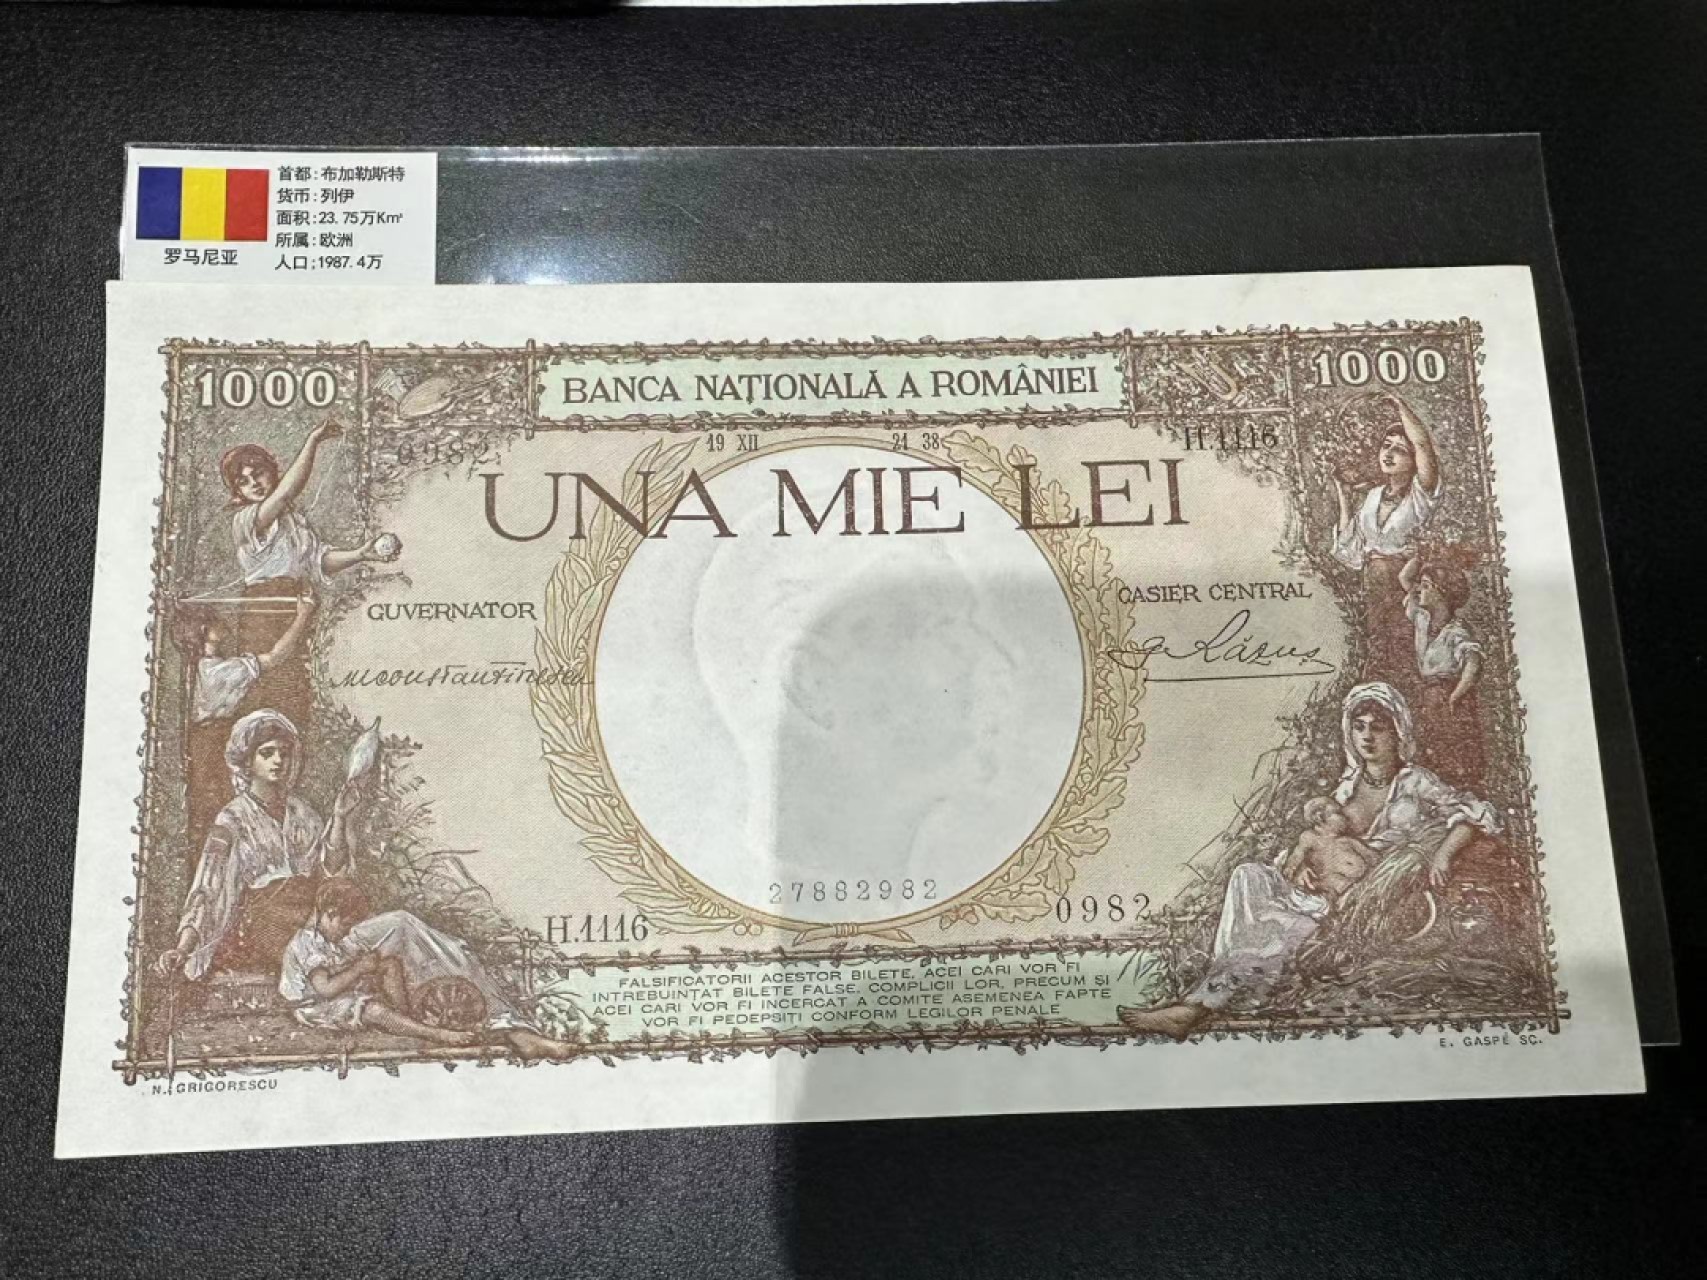 首都:布加勒斯特
货币:列伊
面积:23.75万Km²
所属:欧洲
人口;1987.4万
罗马尼亚
1000
BANCA NAȚIONALĂ A ROMÂNIEI
1000
0982
19 XII 21 38
H.1116
UNA MIE LEI
GUVERNATOR
CASIER CENTRAL
27882982
H.1116
0982
FALSIFICATORII ACESTOR BILETE, ACEI CARI VOR FI
INTREBUINȚAT BILETE FALSE, COMPLICII LOR, PRECUM ȘI
ACEI CARI VOR FI INCERCAT A COMITE ASEMENEA FAPTE
VOR FI PEDEPSITI CONFORM LEGILOR PENALE
N. GRIGORESCU
E. GASPÉ SC.